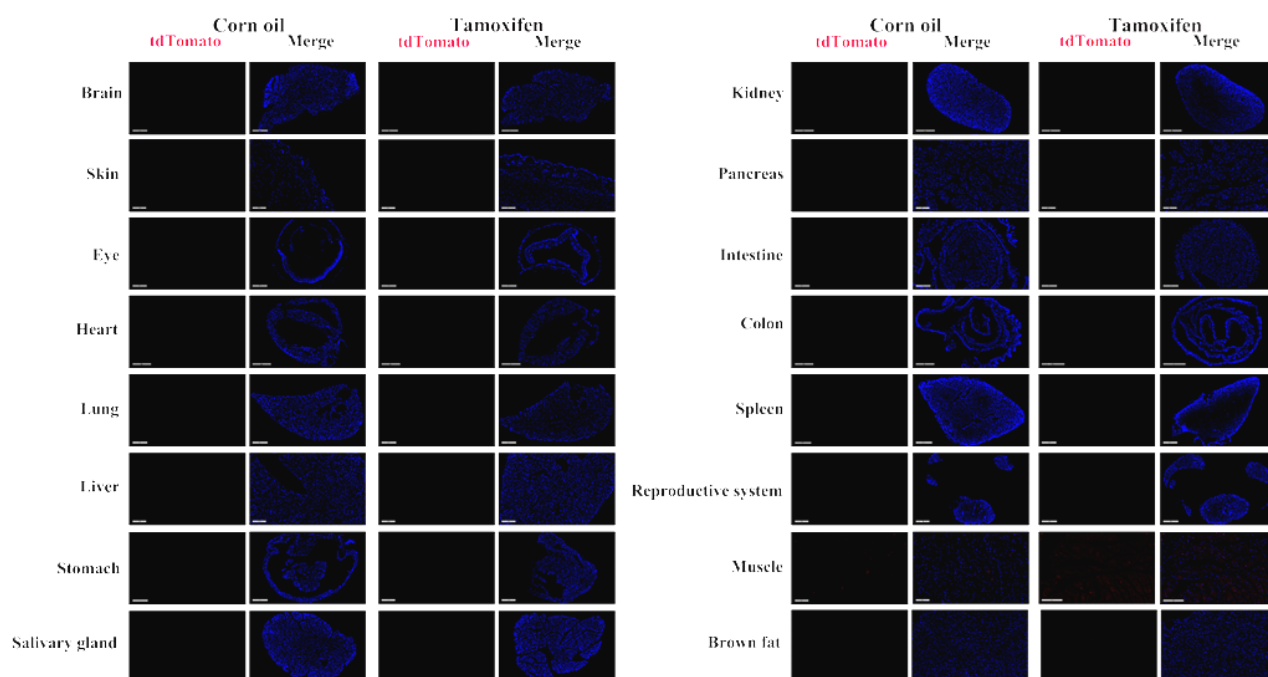 Corn oil Tamoxifen Corn oil Tamoxifen
tdTomato Merge tdTomato Merge tdTomato Merge tdTomato Merge
Brain Kidney
Skin Pancreas
Eye Intestine
Heart Colon
Lung Spleen
Liver Reproductive system
Stomach Muscle
Salivary gland Brown fat